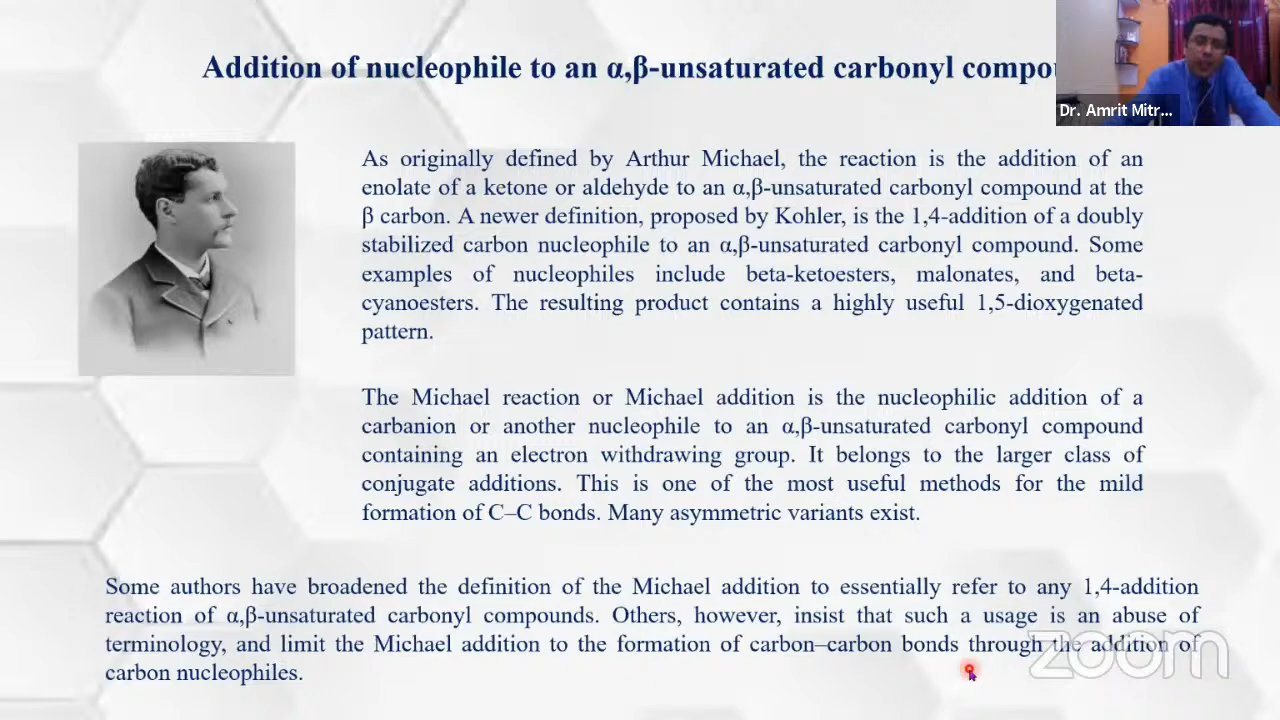 Addition of nucleophile to an α,β-unsaturated carbonyl
Dr. Amrit Mitr...
As originally defined by Arthur Michael, the reaction is the addition of an
enolate of a ketone or aldehyde to an α,β-unsaturated carbonyl compound at the
β carbon. A newer definition, proposed by Kohler, is the 1,4-addition of a doubly
stabilized carbon nucleophile to an α,β-unsaturated carbonyl compound. Some
examples of nucleophiles include beta-ketoesters, malonates, and beta-
cyanoesters. The resulting product contains a highly useful 1,5-dioxygenated
pattern.
The Michael reaction or Michael addition is the nucleophilic addition of a
carbanion or another nucleophile to an α,β-unsaturated carbonyl compound
containing an electron withdrawing group. It belongs to the larger class of
conjugate additions. This is one of the most useful methods for the mild
formation of C–C bonds. Many asymmetric variants exist.
Some authors have broadened the definition of the Michael addition to essentially refer to any 1,4-addition
reaction of α,β-unsaturated carbonyl compounds. Others, however, insist that such a usage is an abuse of
terminology, and limit the Michael addition to the formation of carbon–carbon bonds through the addition of
carbon nucleophiles.
zoom